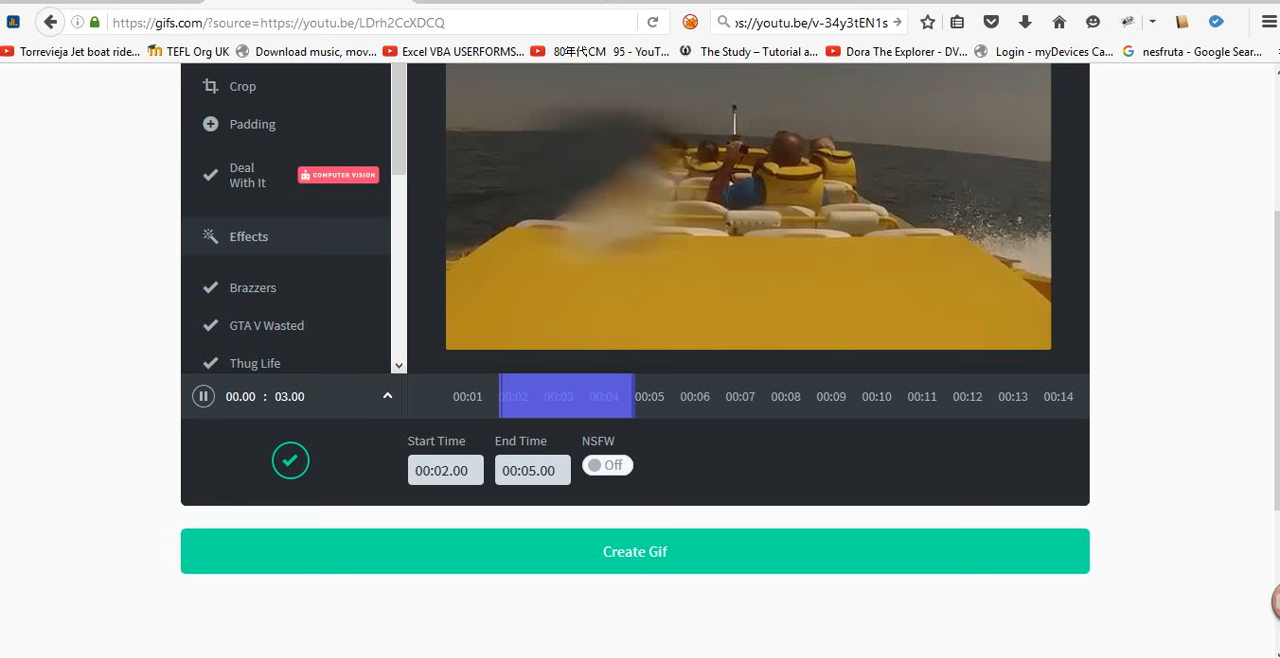 https://gifs.com/?source=https://youtu.be/LDrh2CcXDCQ
ps://youtu.be/v-34y3tEN1s
Torrevieja Jet boat ride...
TEFL Org UK
Download music, mov...
Excel VBA USERFORMS...
80年代CM 95 - YouT...
The Study – Tutorial a...
Dora The Explorer - DV...
Login - myDevices Ca...
nesfruta - Google Sear...
Crop
Padding
Deal
With It
COMPUTER VISION
Effects
Brazzers
GTA V Wasted
Thug Life
00.00 : 03.00
00:01 00:02 00:03 00:04 00:05 00:06 00:07 00:08 00:09 00:10 00:11 00:12 00:13 00:14
Start Time
End Time
NSFW
00:02.00
00:05.00
Off
Create Gif